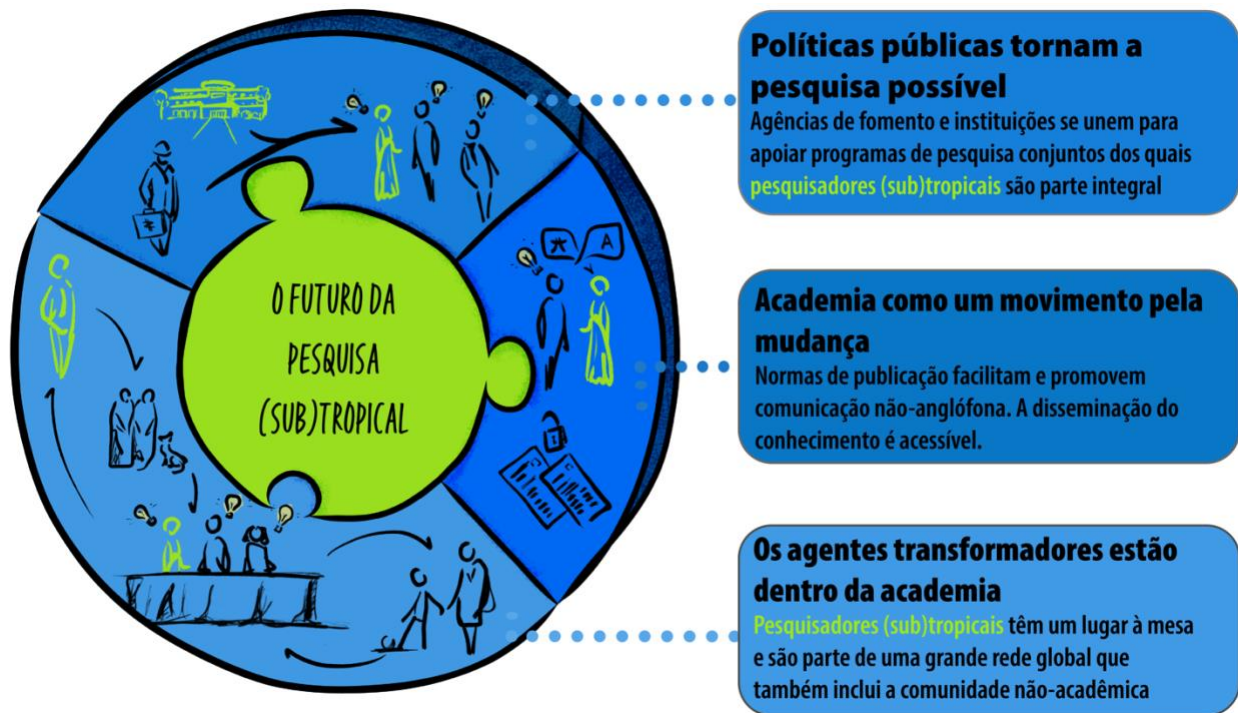 O FUTURO DA
PESQUISA
(SUB)TROPICAL
A
Políticas públicas tornam a
pesquisa possível
Agências de fomento e instituições se unem para
apoiar programas de pesquisa conjuntos dos quais
pesquisadores (sub)tropicais são parte integral
Academia como um movimento pela
mudança
Normas de publicação facilitam e promovem
comunicação não-anglófona. A disseminação do
conhecimento é acessível.
Os agentes transformadores estão
dentro da academia
Pesquisadores (sub)tropicais têm um lugar à mesa
e são parte de uma grande rede global que
também inclui a comunidade não-acadêmica